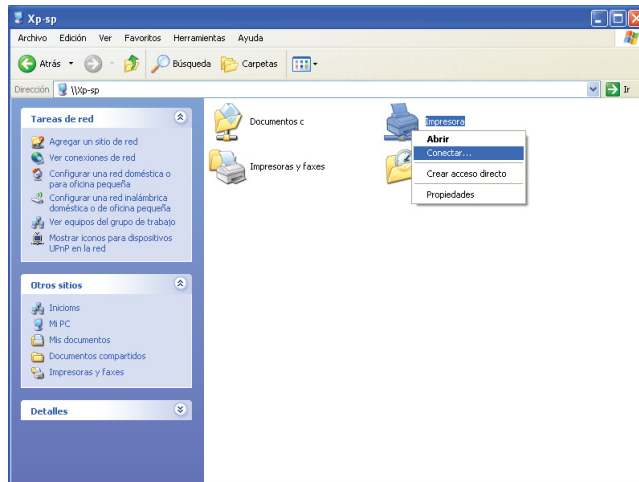 Xp-sp
Archivo Edición Ver Favoritos Herramientas Ayuda
Atrás Búsqueda Carpetas
Dirección \\Xp-sp Ir
Tareas de red
Agregar un sitio de red
Ver conexiones de red
Configurar una red doméstica o
para oficina pequeña
Configurar una red inalámbrica
doméstica o de oficina pequeña
Ver equipos del grupo de trabajo
Mostrar iconos para dispositivos
UPnP en la red
Otros sitios
Inicioms
Mi PC
Mis documentos
Documentos compartidos
Impresoras y faxes
Detalles
Documentos c
Impresora
Impresoras y faxes
Abrir
Conectar...
Crear acceso directo
Propiedades